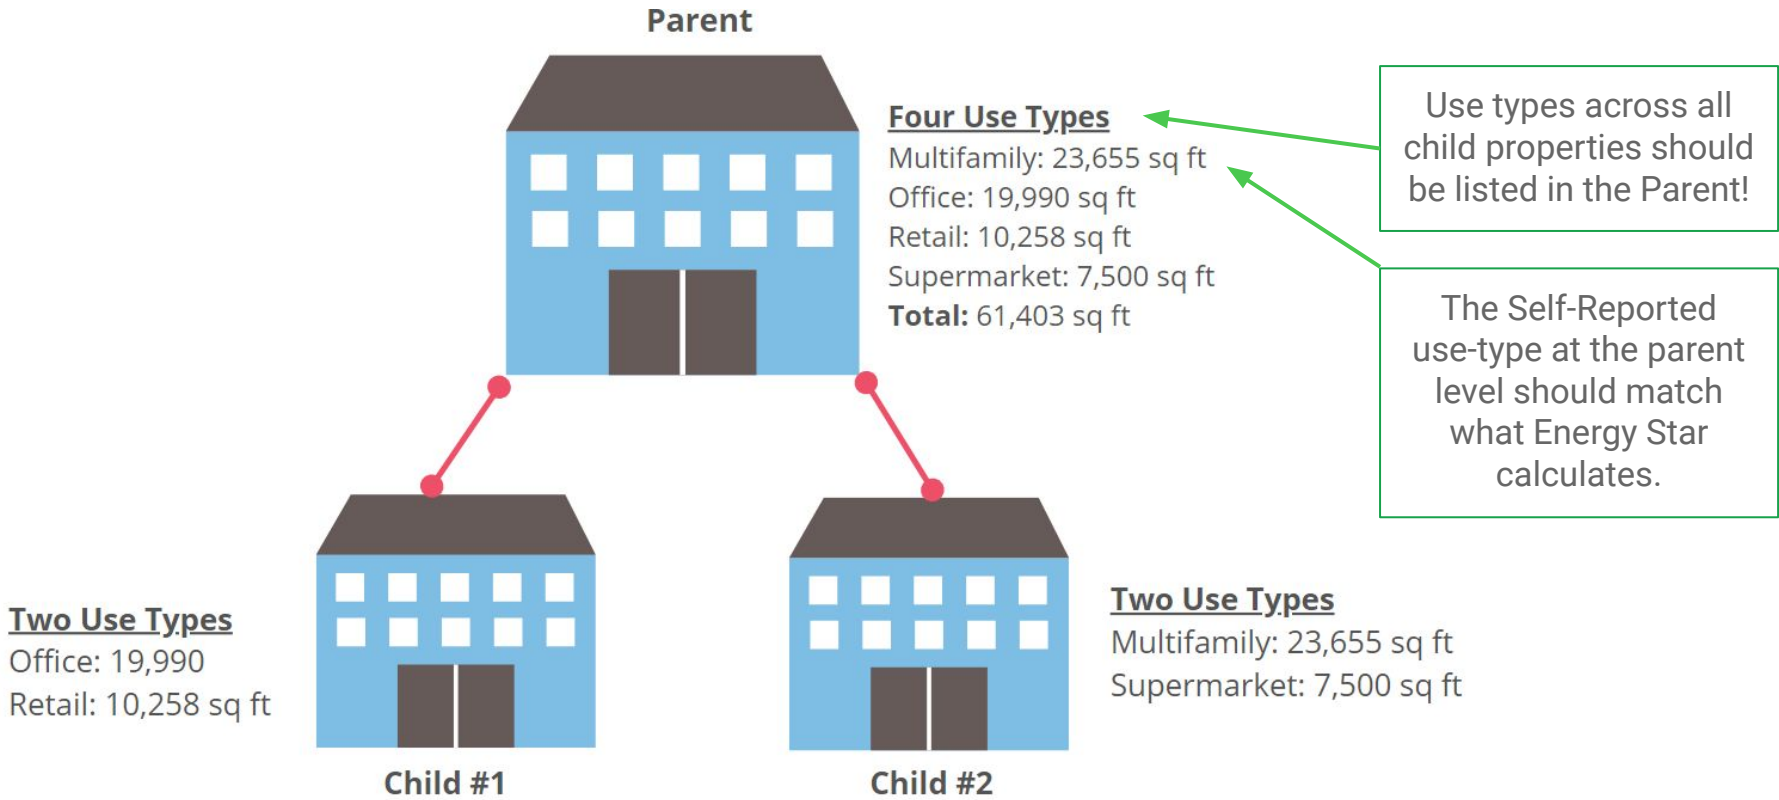 Parent
Four Use Types
Multifamily: 23,655 sq ft
Office: 19,990 sq ft
Retail: 10,258 sq ft
Supermarket: 7,500 sq ft
Total: 61,403 sq ft
Use types across all
child properties should
be listed in the Parent!
The Self-Reported
use-type at the parent
level should match
what Energy Star
calculates.
Two Use Types
Office: 19,990
Retail: 10,258 sq ft
Child #1
Two Use Types
Multifamily: 23,655 sq ft
Supermarket: 7,500 sq ft
Child #2